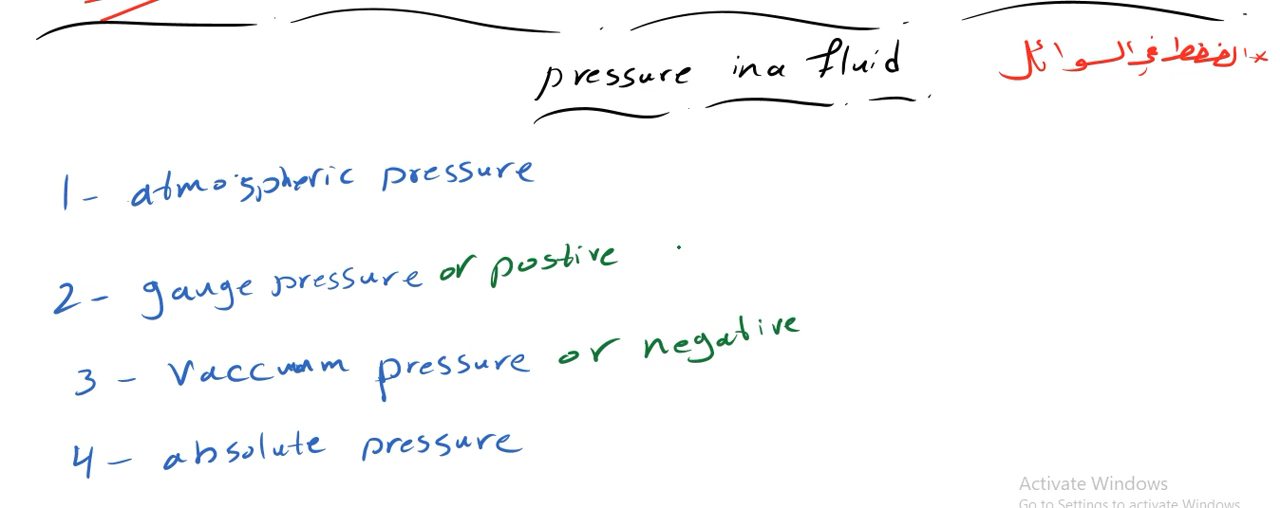 pressure in a fluid
* الضغط في السوائل
1- atmospheric pressure
2- gauge pressure or postive
3- Vaccuum pressure or negative
4- absolute pressure
Activate Windows
Go to Settings to activate Windows.